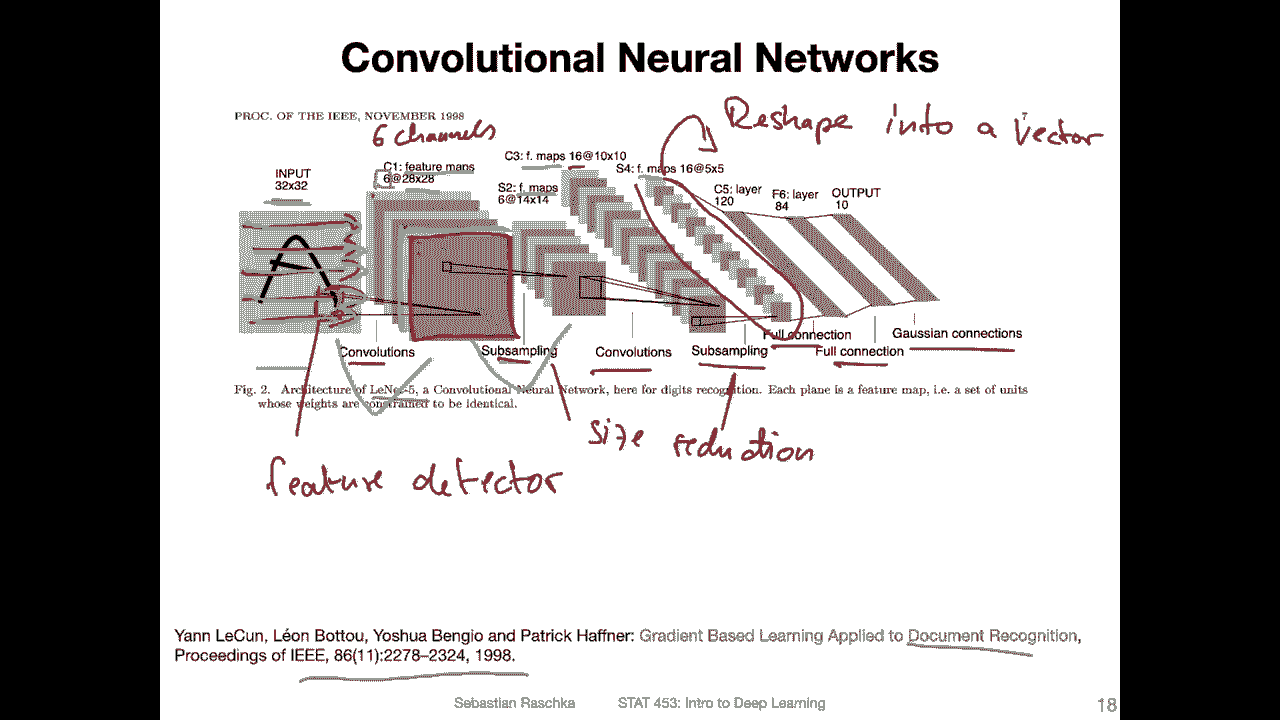 Convolutional Neural Networks
PROC. OF THE IEEE, NOVEMBER 1998
7
Reshape into a vector
6 channels
INPUT
32x32
C1: feature maps
6@28x28
S2: f. maps
6@14x14
C3: f. maps 16@10x10
S4: f. maps 16@5x5
C5: layer
120
F6: layer
84
OUTPUT
10
Convolutions
Subsampling
Convolutions
Subsampling
Full connection
Full connection
Gaussian connections
Fig. 2. Architecture of LeNet-5, a Convolutional Neural Network, here for digits recognition. Each plane is a feature map, i.e. a set of units
whose weights are constrained to be identical.
size reduction
feature detector
Yann LeCun, Léon Bottou, Yoshua Bengio and Patrick Haffner: Gradient Based Learning Applied to Document Recognition,
Proceedings of IEEE, 86(11):2278–2324, 1998.
Sebastian Raschka STAT 453: Intro to Deep Learning 18